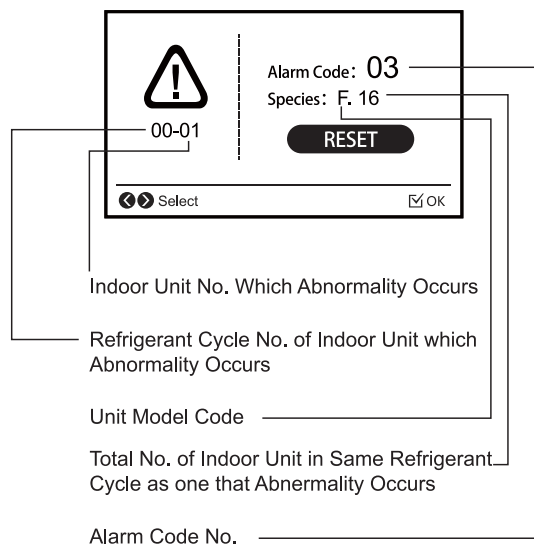 Alarm Code: 03
Species: F. 16
00-01
RESET
Select
OK
Indoor Unit No. Which Abnormality Occurs
Refrigerant Cycle No. of Indoor Unit which
Abnormality Occurs
Unit Model Code
Total No. of Indoor Unit in Same Refrigerant
Cycle as one that Abnermality Occurs
Alarm Code No.